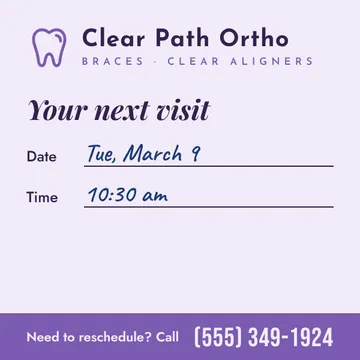 Clear Path Ortho
BRACES · CLEAR ALIGNERS
Your next visit
Date Tue, March 9
Time 10:30 am
Need to reschedule? Call (555) 349-1924